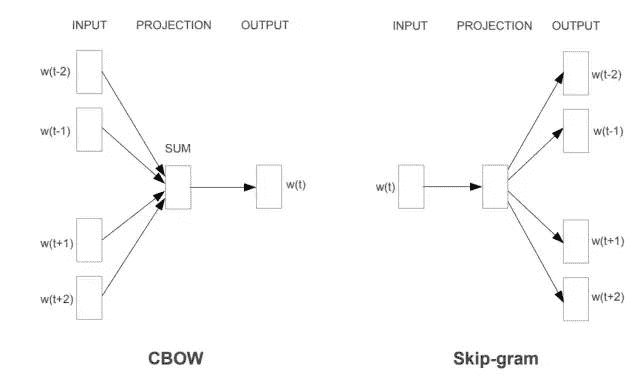 INPUT PROJECTION OUTPUT
w(t-2)
w(t-1)
SUM
w(t)
w(t+1)
w(t+2)
CBOW
INPUT PROJECTION OUTPUT
w(t-2)
w(t-1)
w(t)
w(t+1)
w(t+2)
Skip-gram